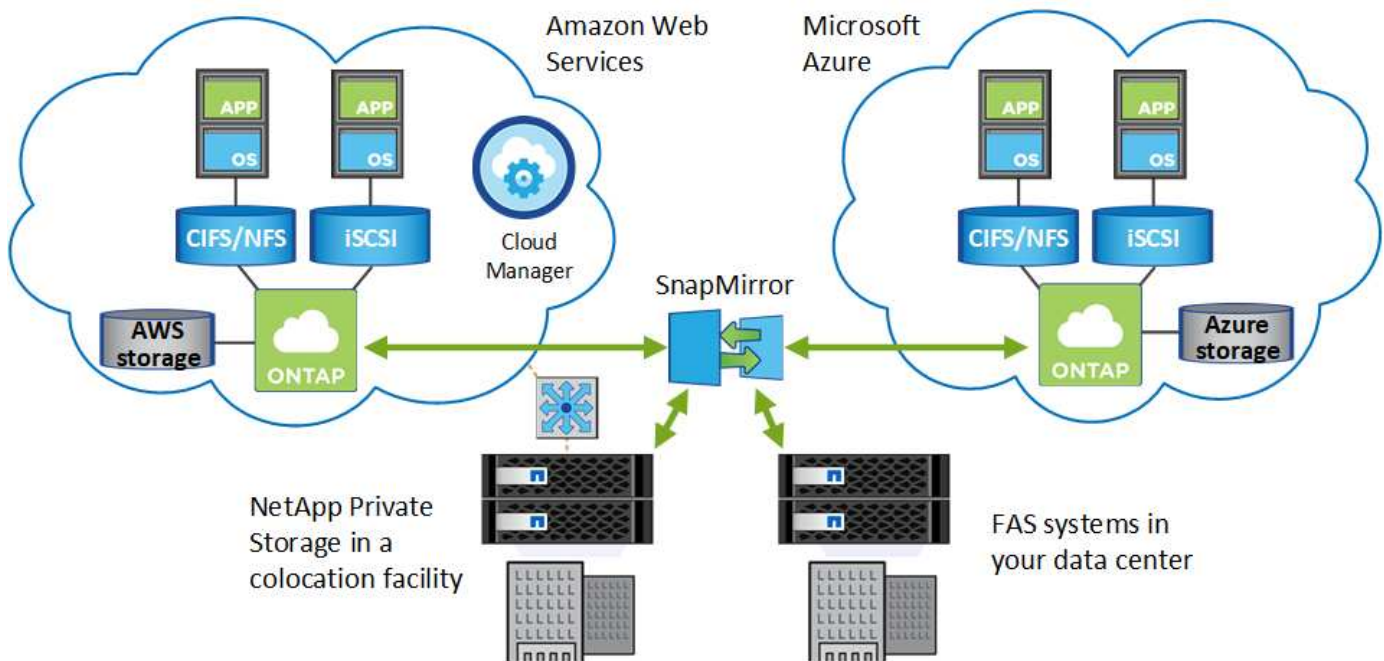 Amazon Web
Services
Microsoft
Azure
APP
OS
APP
OS
CIFS/NFS
iSCSI
Cloud
Manager
AWS
storage
ONTAP
SnapMirror
APP
OS
APP
OS
CIFS/NFS
iSCSI
Azure
storage
ONTAP
NetApp Private
Storage in a
colocation facility
FAS systems in
your data center